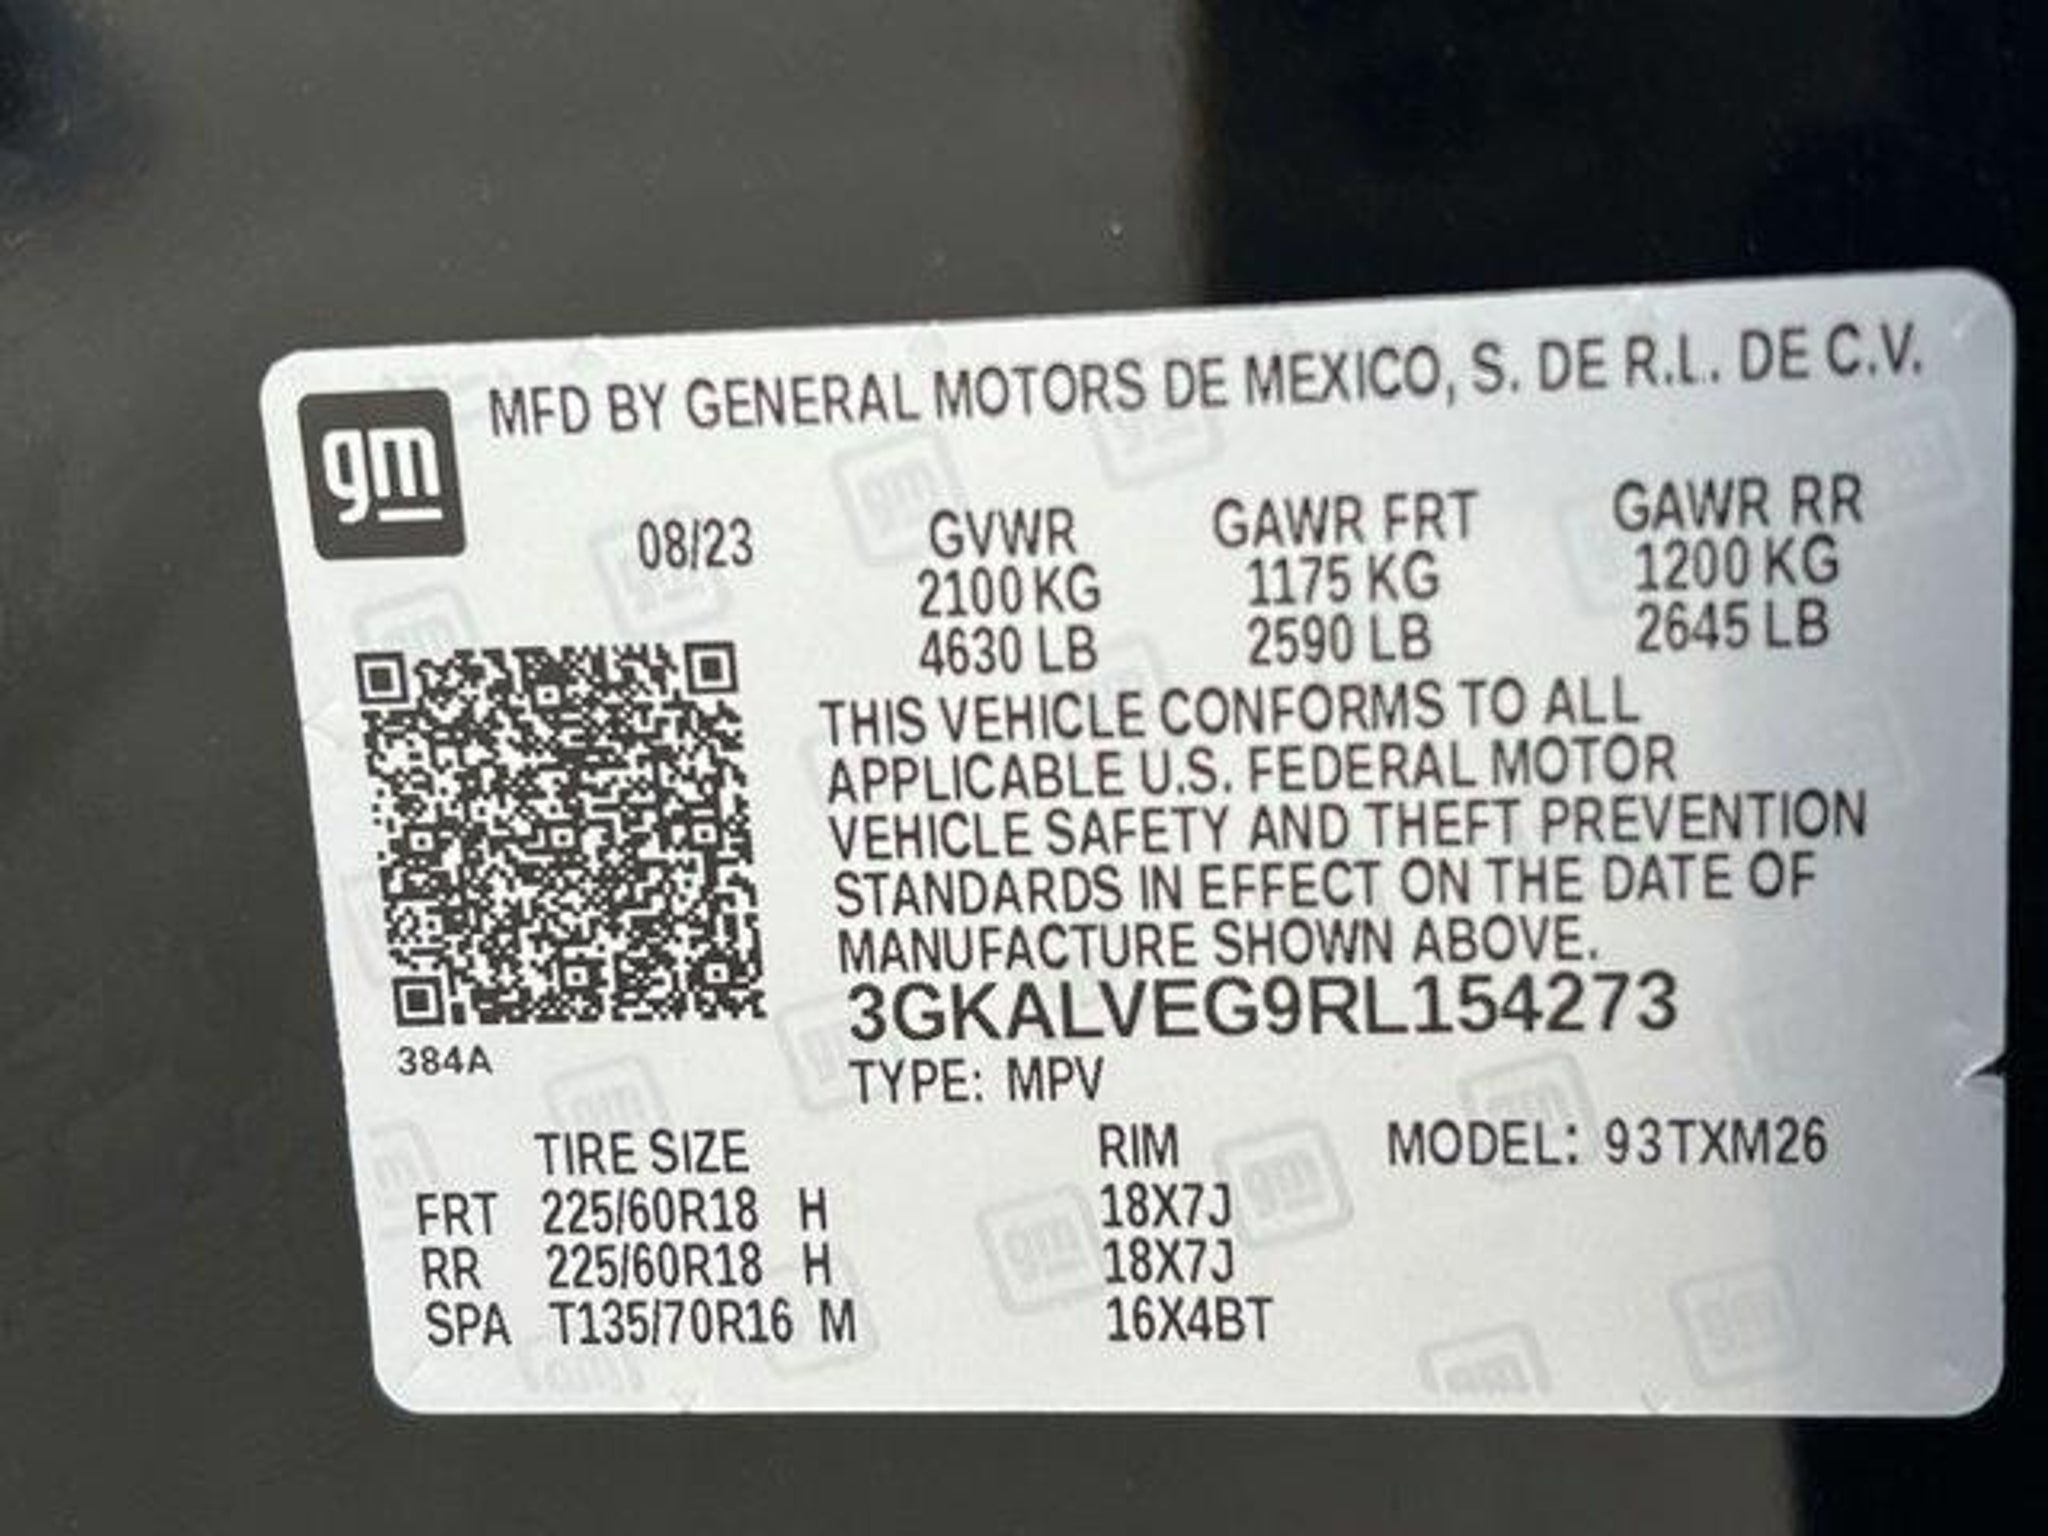 gm
MFD BY GENERAL MOTORS DE MEXICO, S. DE R.L. DE C.V.
08/23 GVWR GAWR FRT GAWR RR
2100 KG 1175 KG 1200 KG
4630 LB 2590 LB 2645 LB
THIS VEHICLE CONFORMS TO ALL
APPLICABLE U.S. FEDERAL MOTOR
VEHICLE SAFETY AND THEFT PREVENTION
STANDARDS IN EFFECT ON THE DATE OF
MANUFACTURE SHOWN ABOVE.
3GKALVEG9RL154273
384A
TYPE: MPV
TIRE SIZE RIM MODEL: 93TXM26
FRT 225/60R18 H 18X7J
RR 225/60R18 H 18X7J
SPA T135/70R16 M 16X4BT